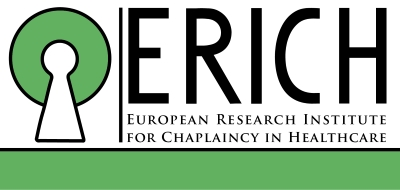 ERICH
European Research Institute
for Chaplaincy in Healthcare